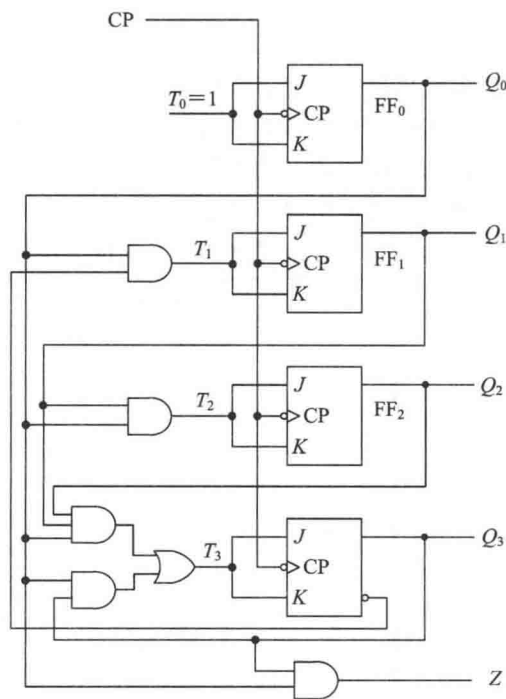 CP
J
Q₀
T₀=1
CP
FF₀
K
J
Q₁
T₁
CP
FF₁
K
J
Q₂
T₂
CP
FF₂
K
J
Q₃
T₃
CP
K
Z